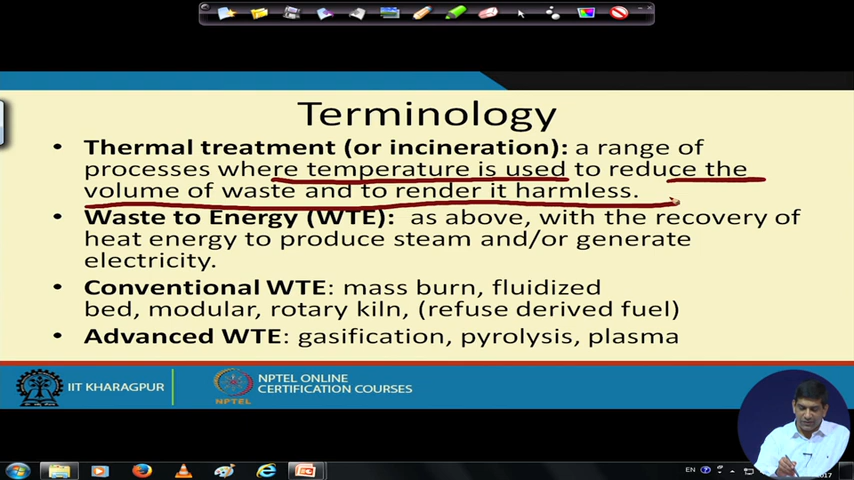 Terminology
• Thermal treatment (or incineration): a range of
processes where temperature is used to reduce the
volume of waste and to render it harmless.
• Waste to Energy (WTE): as above, with the recovery of
heat energy to produce steam and/or generate
electricity.
• Conventional WTE: mass burn, fluidized
bed, modular, rotary kiln, (refuse derived fuel)
• Advanced WTE: gasification, pyrolysis, plasma
IIT KHARAGPUR
NPTEL
NPTEL ONLINE
CERTIFICATION COURSES
EN
2017